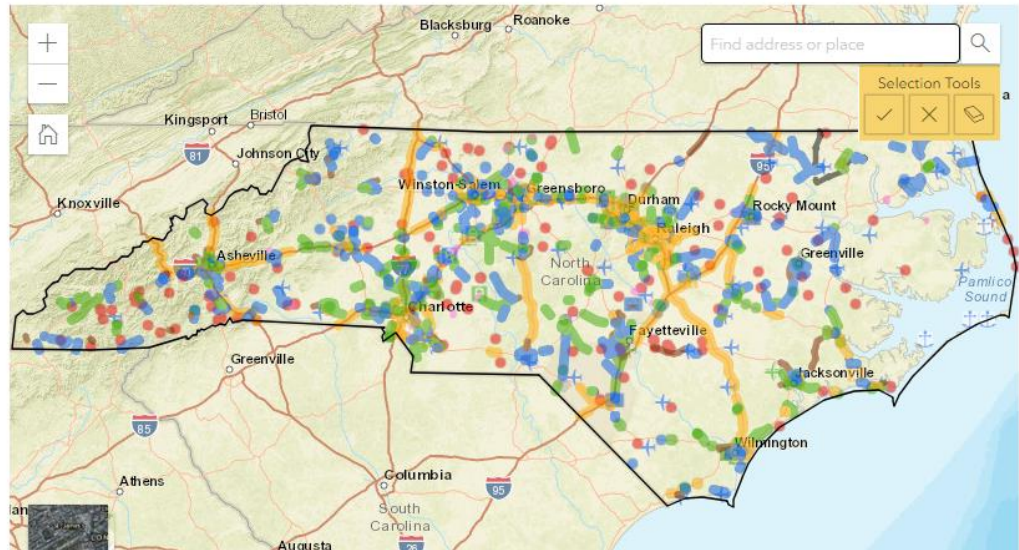 Blacksburg
Roanoke
Find address or place
Selection Tools
a
Kingsport
Bristol
81
Johnson City
95
Knoxville
Winston-Salem
Greensboro
Durham
Rocky Mount
Raleigh
Asheville
Greenville
North
Carolina
Pamlico
Sound
Charlotte
Fayetteville
Greenville
Jacksonville
85
Wilmington
Athens
Columbia
95
South
Carolina
Augusta
26